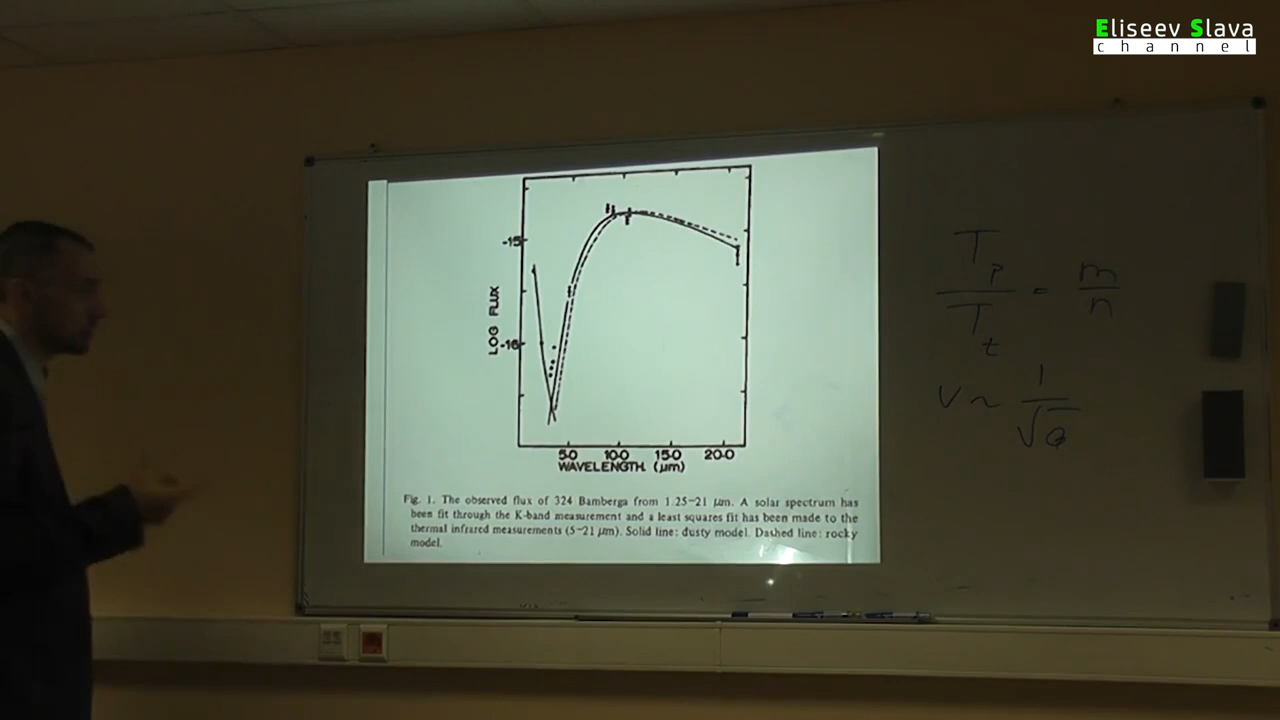 Eliseev Slava
channel
-15
-16
LOG FLUX
5.0 10.0 15.0 20.0
WAVELENGTH (μm)
Fig. 1. The observed flux of 324 Bamberga from 1.25-21 μm. A solar spectrum has
been fit through the K-band measurement and a least squares fit has been made to the
thermal infrared measurements (5-21 μm). Solid line: dusty model. Dashed line: rocky
model.
T_p / T_t = m / n
v ~ 1 / √a